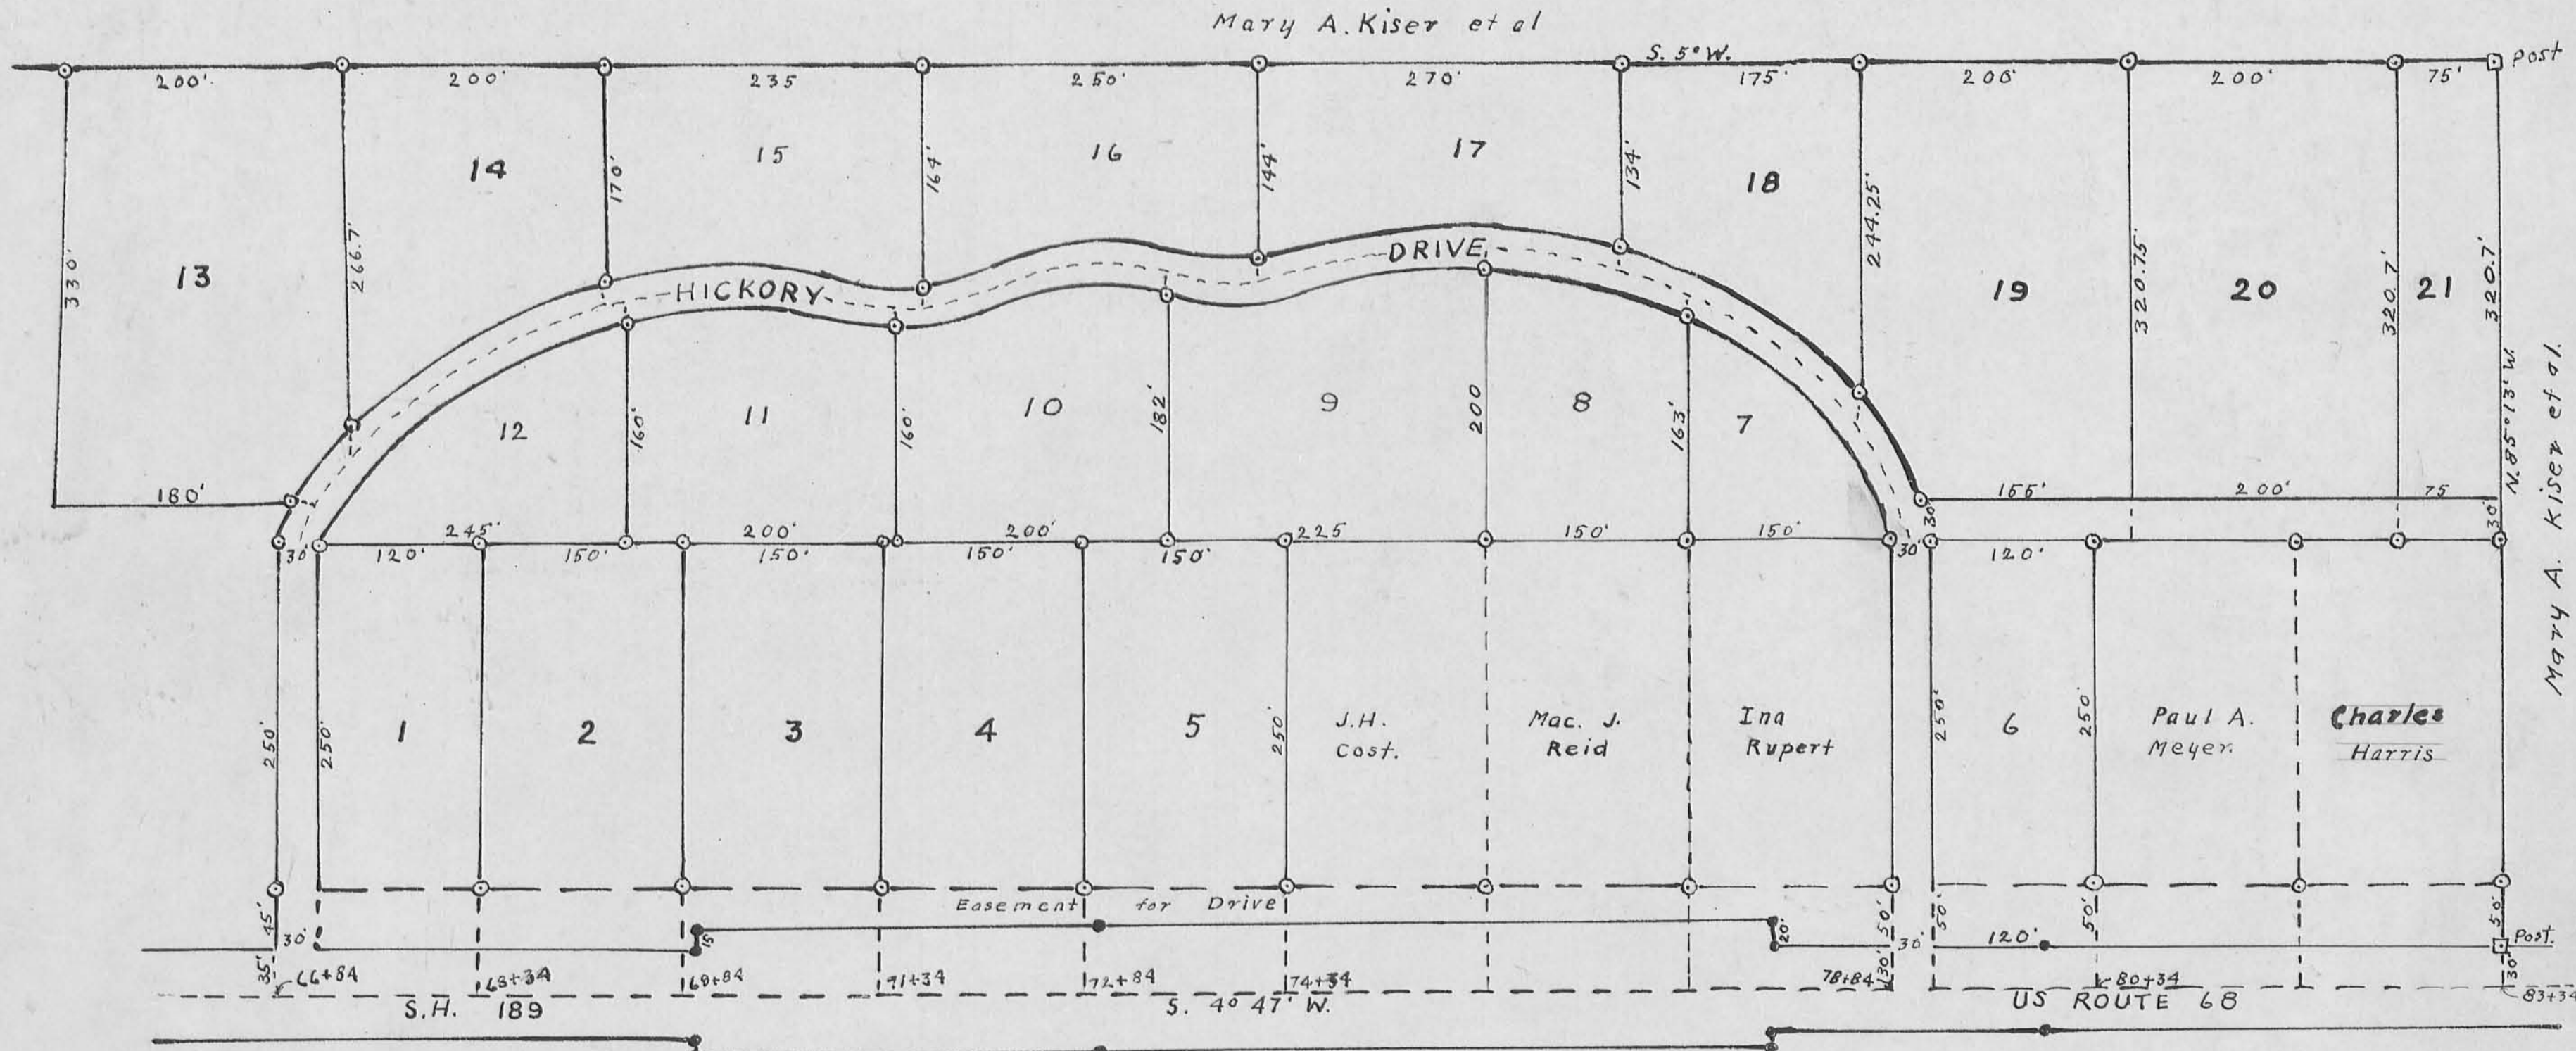 Mary A. Kiser et al
S. 5° W.
Post
200' 200' 235 250' 270' 175' 200' 200' 75'
13 14 15 16 17 18 19 20 21
330' 266.7' 170' 164' 144' 134' 244.25' 320.75' 320.7' 320.7'
HICKORY DRIVE
N. 85° 13' W.
Mary A. Kiser et al.
12 11 10 9 8 7
160' 160' 182' 200 163'
180' 155' 200' 75
30' 30'
245' 200' 200' 225 150' 150'
30' 120' 150' 150' 150' 150' 30' 120'
1 2 3 4 5 6
250' 250' 250' 250' 250'
J.H.
Cost.
Mac. J.
Reid
Ina
Rupert
Paul A.
Meyer.
Charles
Harris
Easement for Drive
45' 30' 15' 20' 50' 30' 50' 120' 50' 50' Post.
35' 30' 30'
66+84 68+34 69+84 71+34 72+84 74+34 78+84 80+34 83+34
S.H. 189 S. 4° 47' W. US ROUTE 68